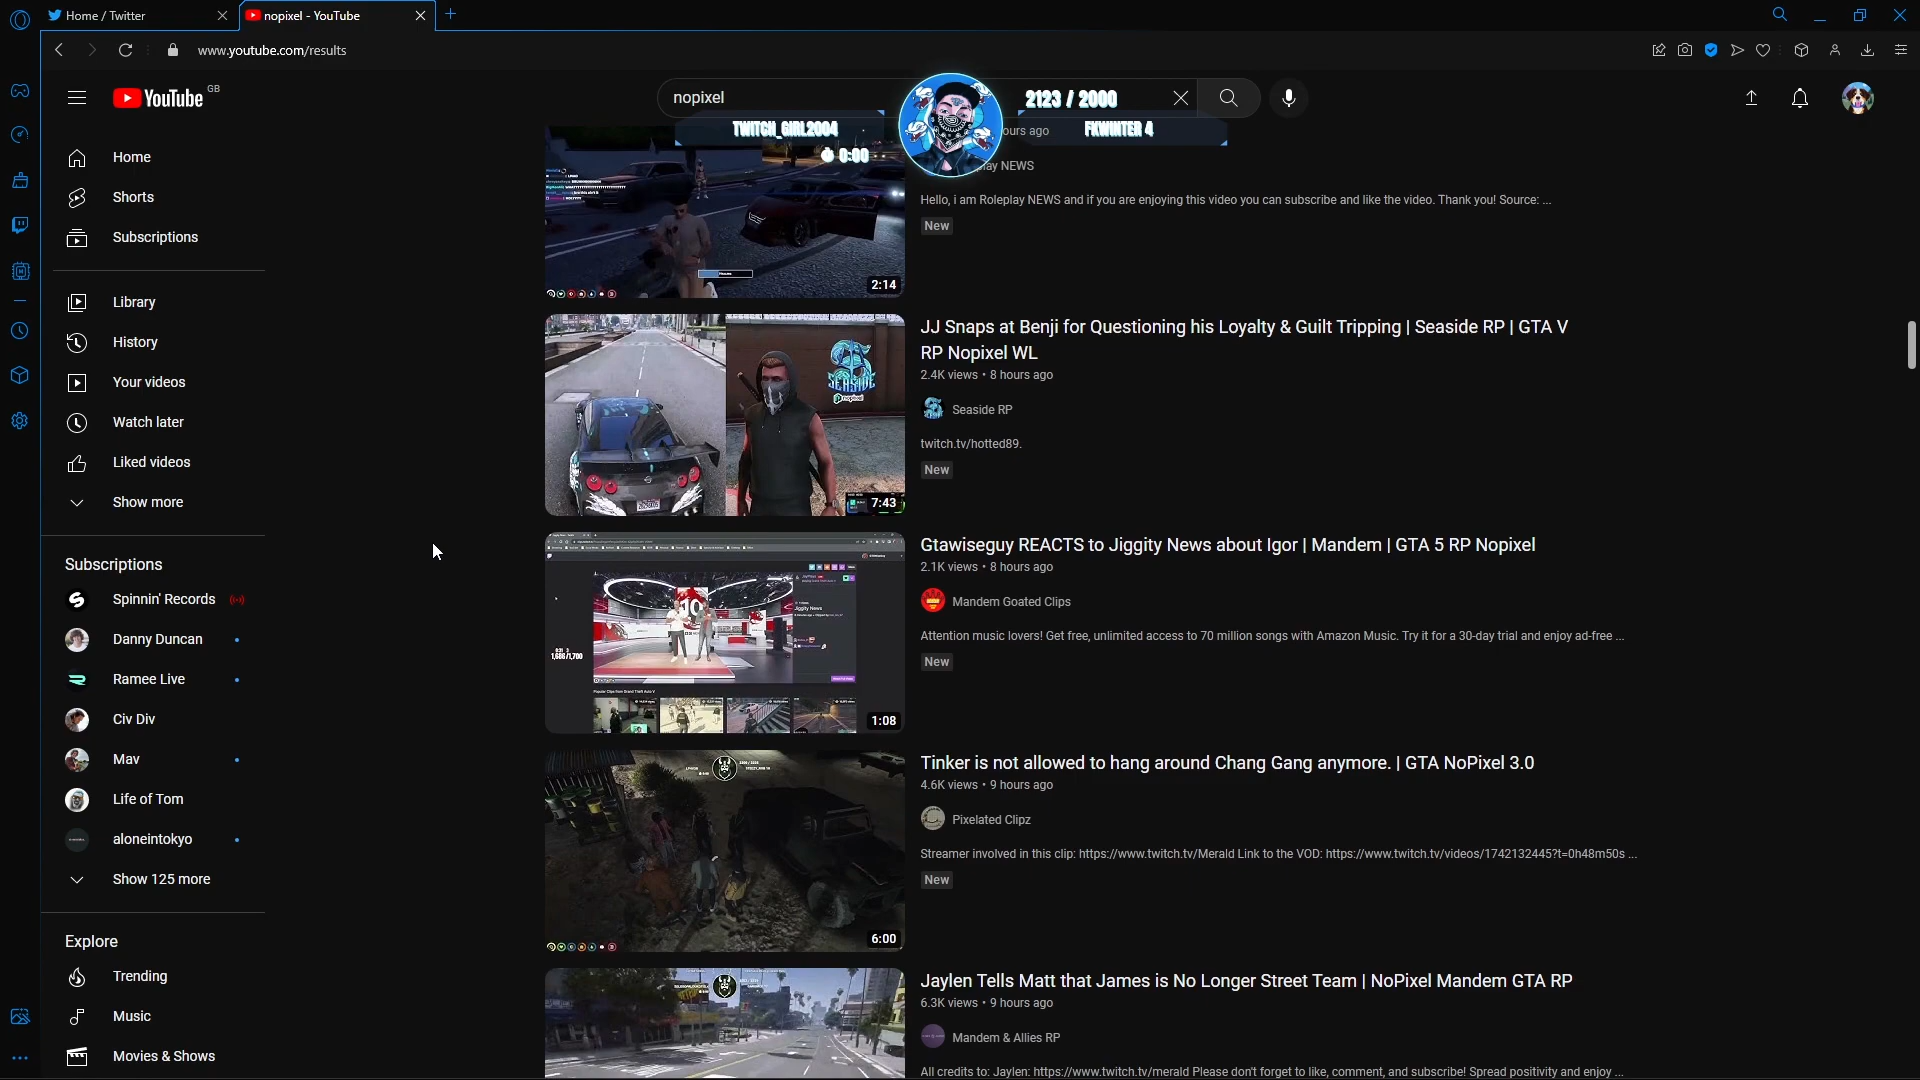 Home / Twitter
nopixel - YouTube
www.youtube.com/results
YouTube
GB
nopixel
2123 / 2000
TWITCH_GIRL2004
FKWINTER 4
0:00
Home
Shorts
Subscriptions
Library
History
Your videos
Watch later
Liked videos
Show more
Subscriptions
Spinnin' Records
Danny Duncan
Ramee Live
Civ Div
Mav
Life of Tom
aloneintokyo
Show 125 more
Explore
Trending
Music
Movies & Shows
ours ago
NEWS
Hello, i am Roleplay NEWS and if you are enjoying this video you can subscribe and like the video. Thank you! Source: ...
New
2:14
JJ Snaps at Benji for Questioning his Loyalty & Guilt Tripping | Seaside RP | GTA V
RP Nopixel WL
2.4K views • 8 hours ago
Seaside RP
twitch.tv/hotted89.
New
SEASIDE
nopixel
7:43
Gtawiseguy REACTS to Jiggity News about Igor | Mandem | GTA 5 RP Nopixel
2.1K views • 8 hours ago
Mandem Goated Clips
Attention music lovers! Get free, unlimited access to 70 million songs with Amazon Music. Try it for a 30-day trial and enjoy ad-free ...
New
Jiggity News
1,686/1,700
1:08
Tinker is not allowed to hang around Chang Gang anymore. | GTA NoPixel 3.0
4.6K views • 9 hours ago
Pixelated Clipz
Streamer involved in this clip: https://www.twitch.tv/Merald Link to the VOD: https://www.twitch.tv/videos/1742132445?t=0h48m50s ...
New
6:00
Jaylen Tells Matt that James is No Longer Street Team | NoPixel Mandem GTA RP
6.3K views • 9 hours ago
Mandem & Allies RP
All credits to: Jaylen: https://www.twitch.tv/merald Please don't forget to like, comment, and subscribe! Spread positivity and enjoy ...